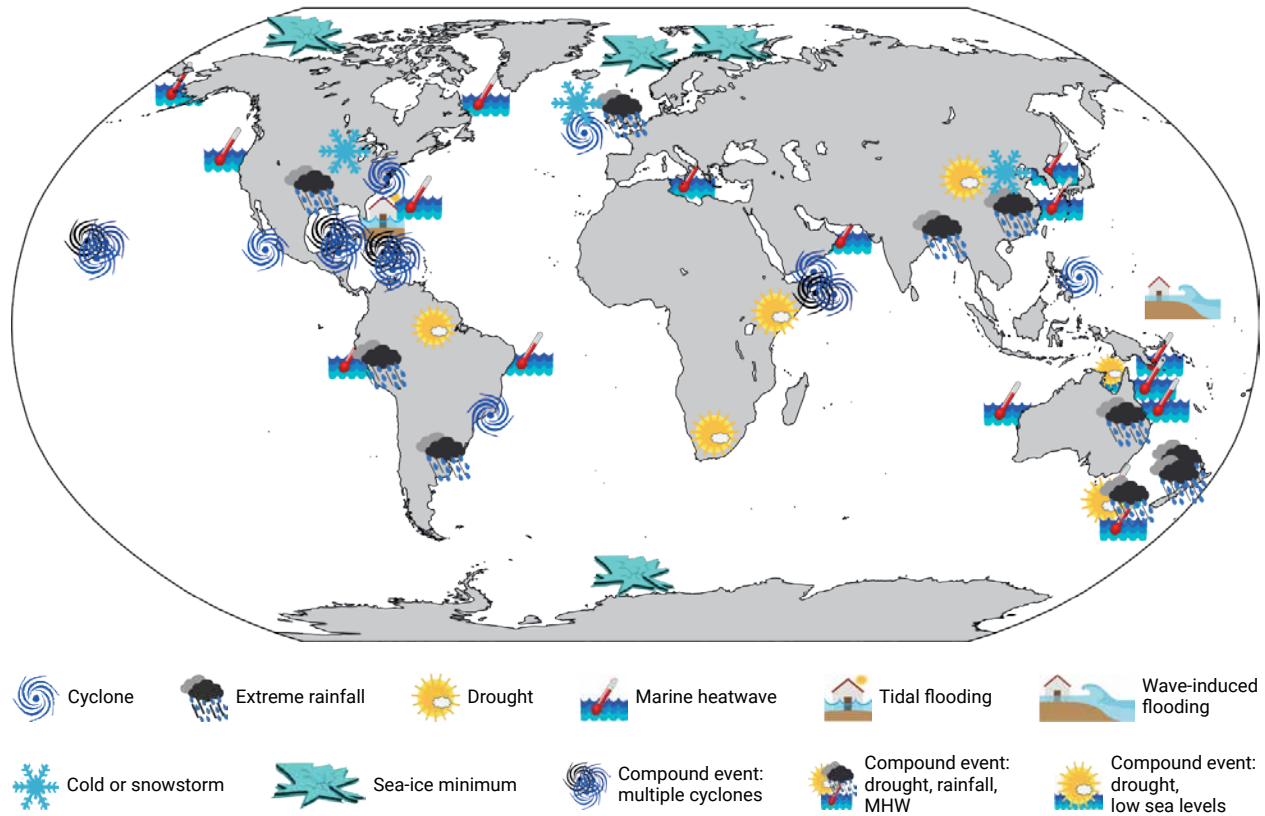 Cyclone
Extreme rainfall
Drought
Marine heatwave
Tidal flooding
Wave-induced
flooding
Cold or snowstorm
Sea-ice minimum
Compound event:
multiple cyclones
Compound event:
drought, rainfall,
MHW
Compound event:
drought,
low sea levels